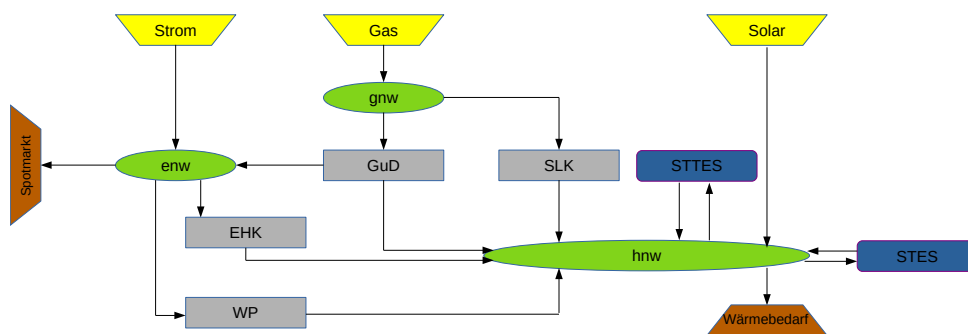 Strom
Gas
Solar
gnw
Spotmarkt
enw
GuD
SLK
STTES
EHK
hnw
STES
WP
Wärmebedarf